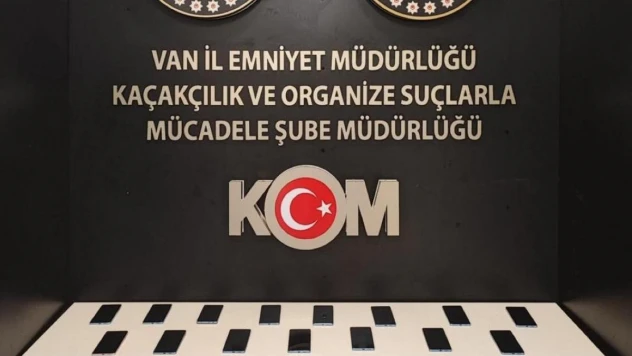 VAN İL EMNİYET MÜDÜRLÜĞÜ
KAÇAKÇILIK VE ORGANİZE SUÇLARLA
MÜCADELE ŞUBE MÜDÜRLÜĞÜ
KOM